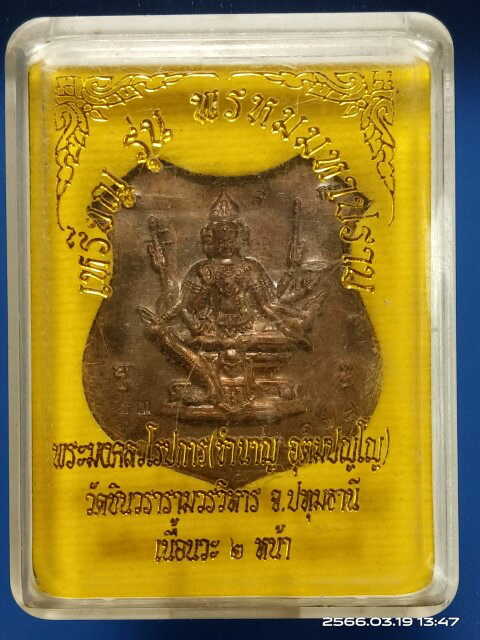 เหรียญ รุ่น พรหมมหาปราบ
พระมงคลวโรปการ(ชำนาญ อุตฺตมปญฺโญ)
วัดชินวรารามวรวิหาร จ.ปทุมธานี
เนื้อนวะ ๒ หน้า
2566.03.19 13:47